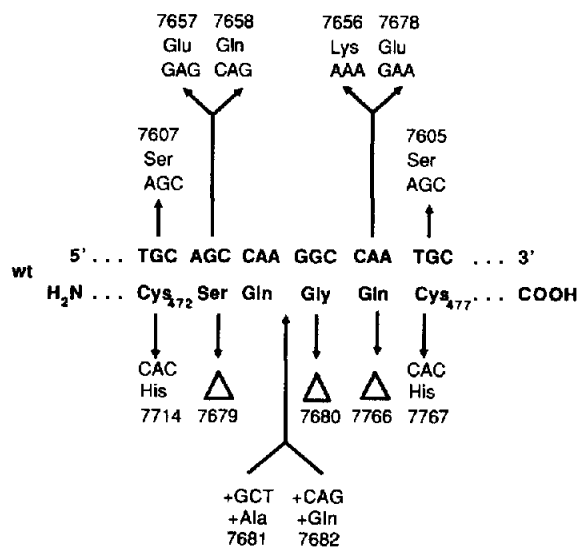 7657 7658 7656 7678
Glu Gln Lys Glu
GAG CAG AAA GAA
7607 7605
Ser Ser
AGC AGC
5' . . . TGC AGC CAA GGC CAA TGC . . . 3'
wt
H2N . . . Cys472 Ser Gln Gly Gln Cys477 . . . COOH
CAC CAC
His His
7714 7679 7680 7766 7767
+GCT +CAG
+Ala +Gln
7681 7682